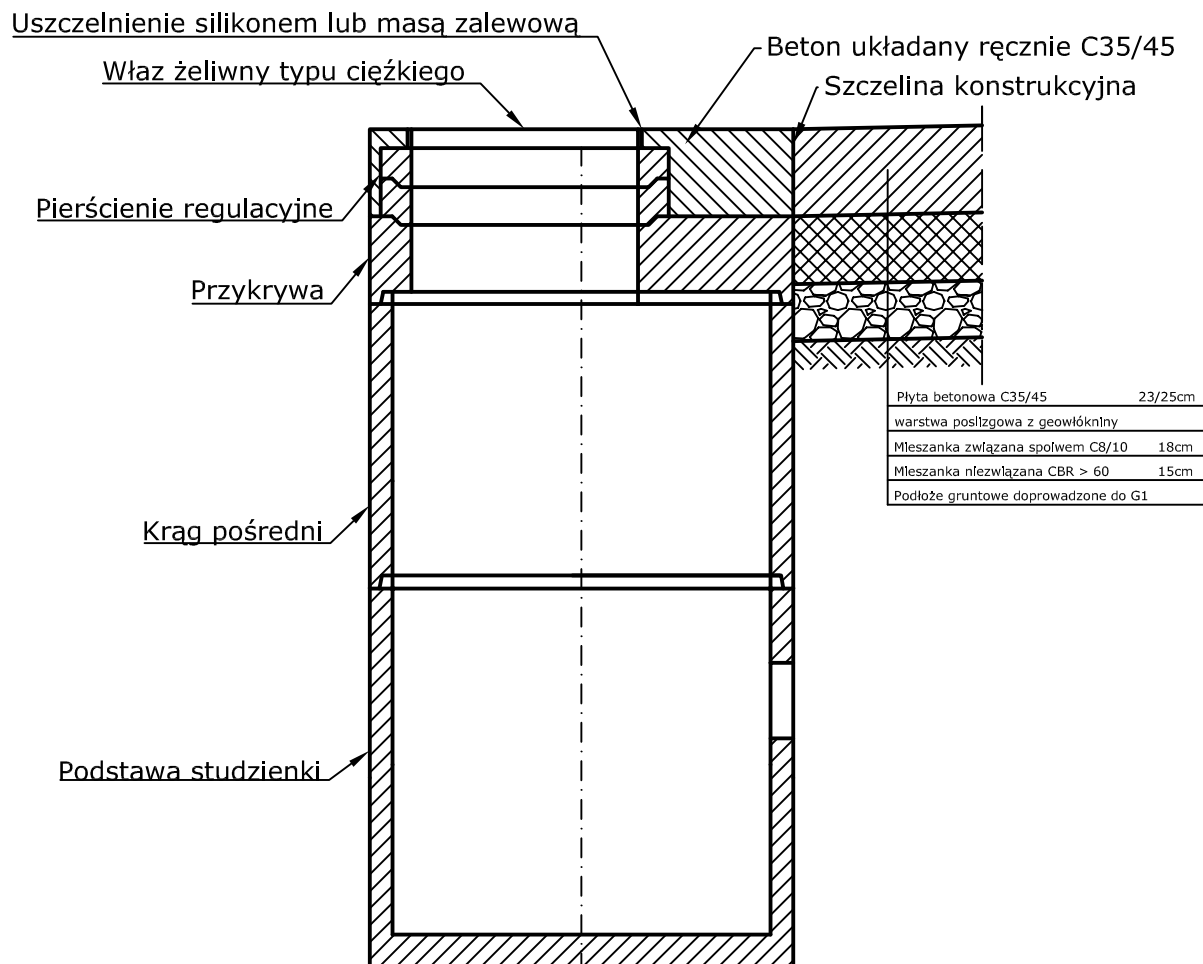 Uszczelnienie silikonem lub masą zalewową
Właz żeliwny typu ciężkiego
Beton układany ręcznie C35/45
Szczelina konstrukcyjna
Pierścienie regulacyjne
Przykrywa
Płyta betonowa C35/45 23/25cm
warstwa poślizgowa z geowłókniny
Mieszanka związana spoiwem C8/10 18cm
Mieszanka niezwiązana CBR > 60 15cm
Podłoże gruntowe doprowadzone do G1
Krąg pośredni
Podstawa studzienki